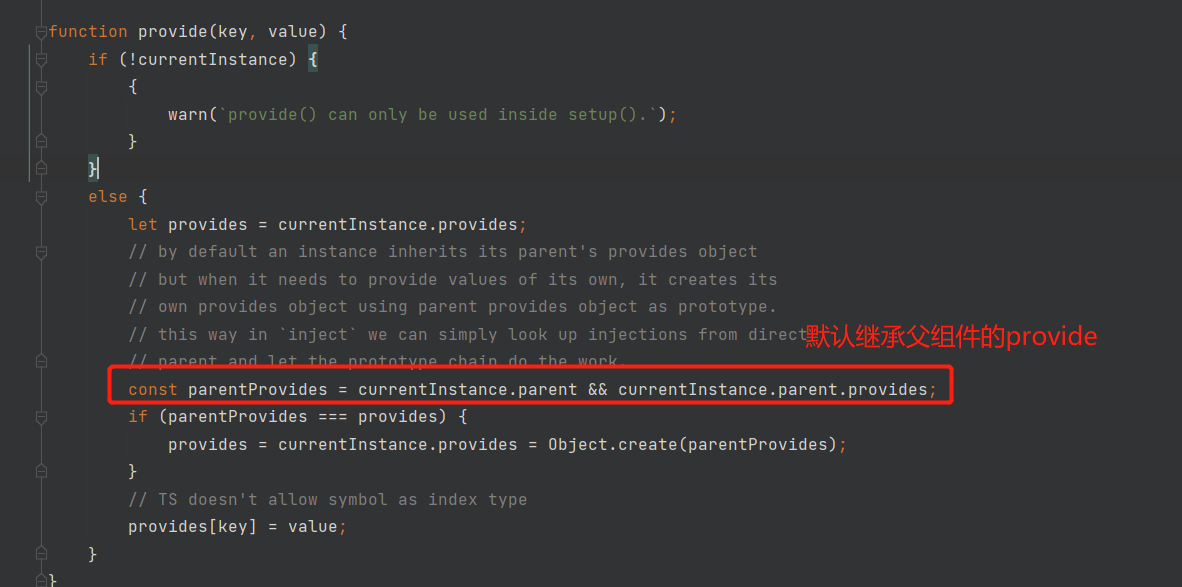 function provide(key, value) {
if (!currentInstance) {
{
warn(`provide() can only be used inside setup().`);
}
}
else {
let provides = currentInstance.provides;
// by default an instance inherits its parent's provides object
// but when it needs to provide values of its own, it creates its
// own provides object using parent provides object as prototype.
// this way in `inject` we can simply look up injections from direct
默认继承父组件的provide
// parent and let the prototype chain do the work.
const parentProvides = currentInstance.parent && currentInstance.parent.provides;
if (parentProvides === provides) {
provides = currentInstance.provides = Object.create(parentProvides);
}
// TS doesn't allow symbol as index type
provides[key] = value;
}
}